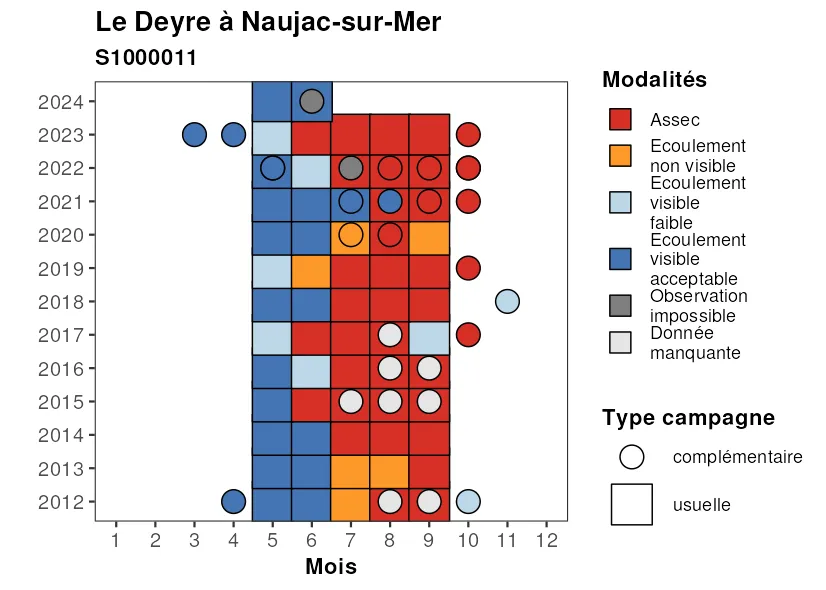 Le Deyre à Naujac-sur-Mer
S1000011
2024
2023
2022
2021
2020
2019
2018
2017
2016
2015
2014
2013
2012
1 2 3 4 5 6 7 8 9 10 11 12
Mois
Modalités
Assec
Ecoulement
non visible
Ecoulement
visible
faible
Ecoulement
visible
acceptable
Observation
impossible
Donnée
manquante
Type campagne
complémentaire
usuelle